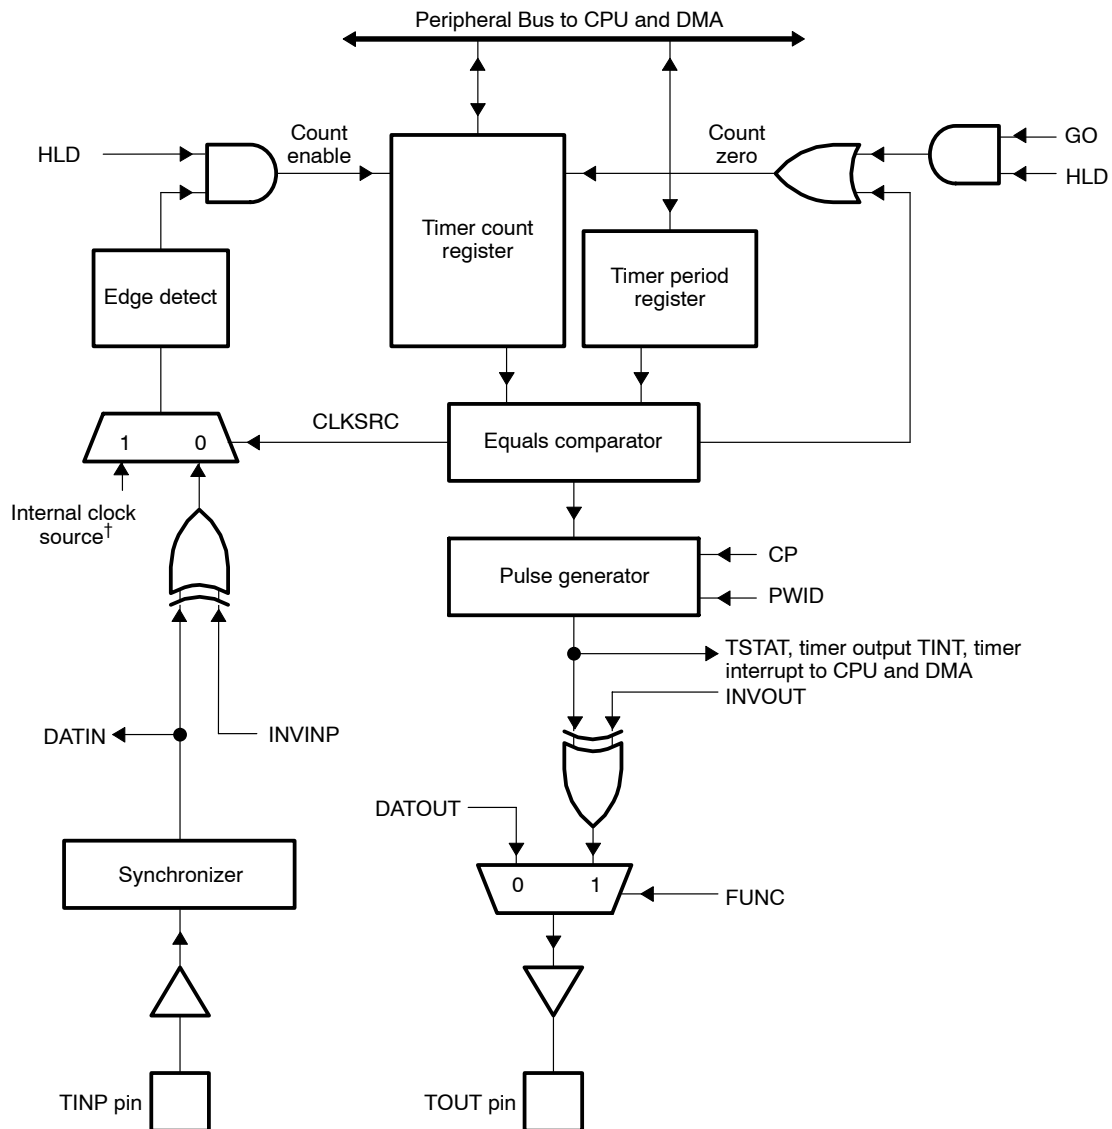 Peripheral Bus to CPU and DMA
HLD
Count
enable
Count
zero
GO
HLD
Timer count
register
Timer period
register
Edge detect
1 0
CLKSRC
Equals comparator
Internal clock
source†
Pulse generator
CP
PWID
TSTAT, timer output TINT, timer
interrupt to CPU and DMA
INVOUT
DATIN
INVINP
DATOUT
Synchronizer
0 1
FUNC
TINP pin
TOUT pin